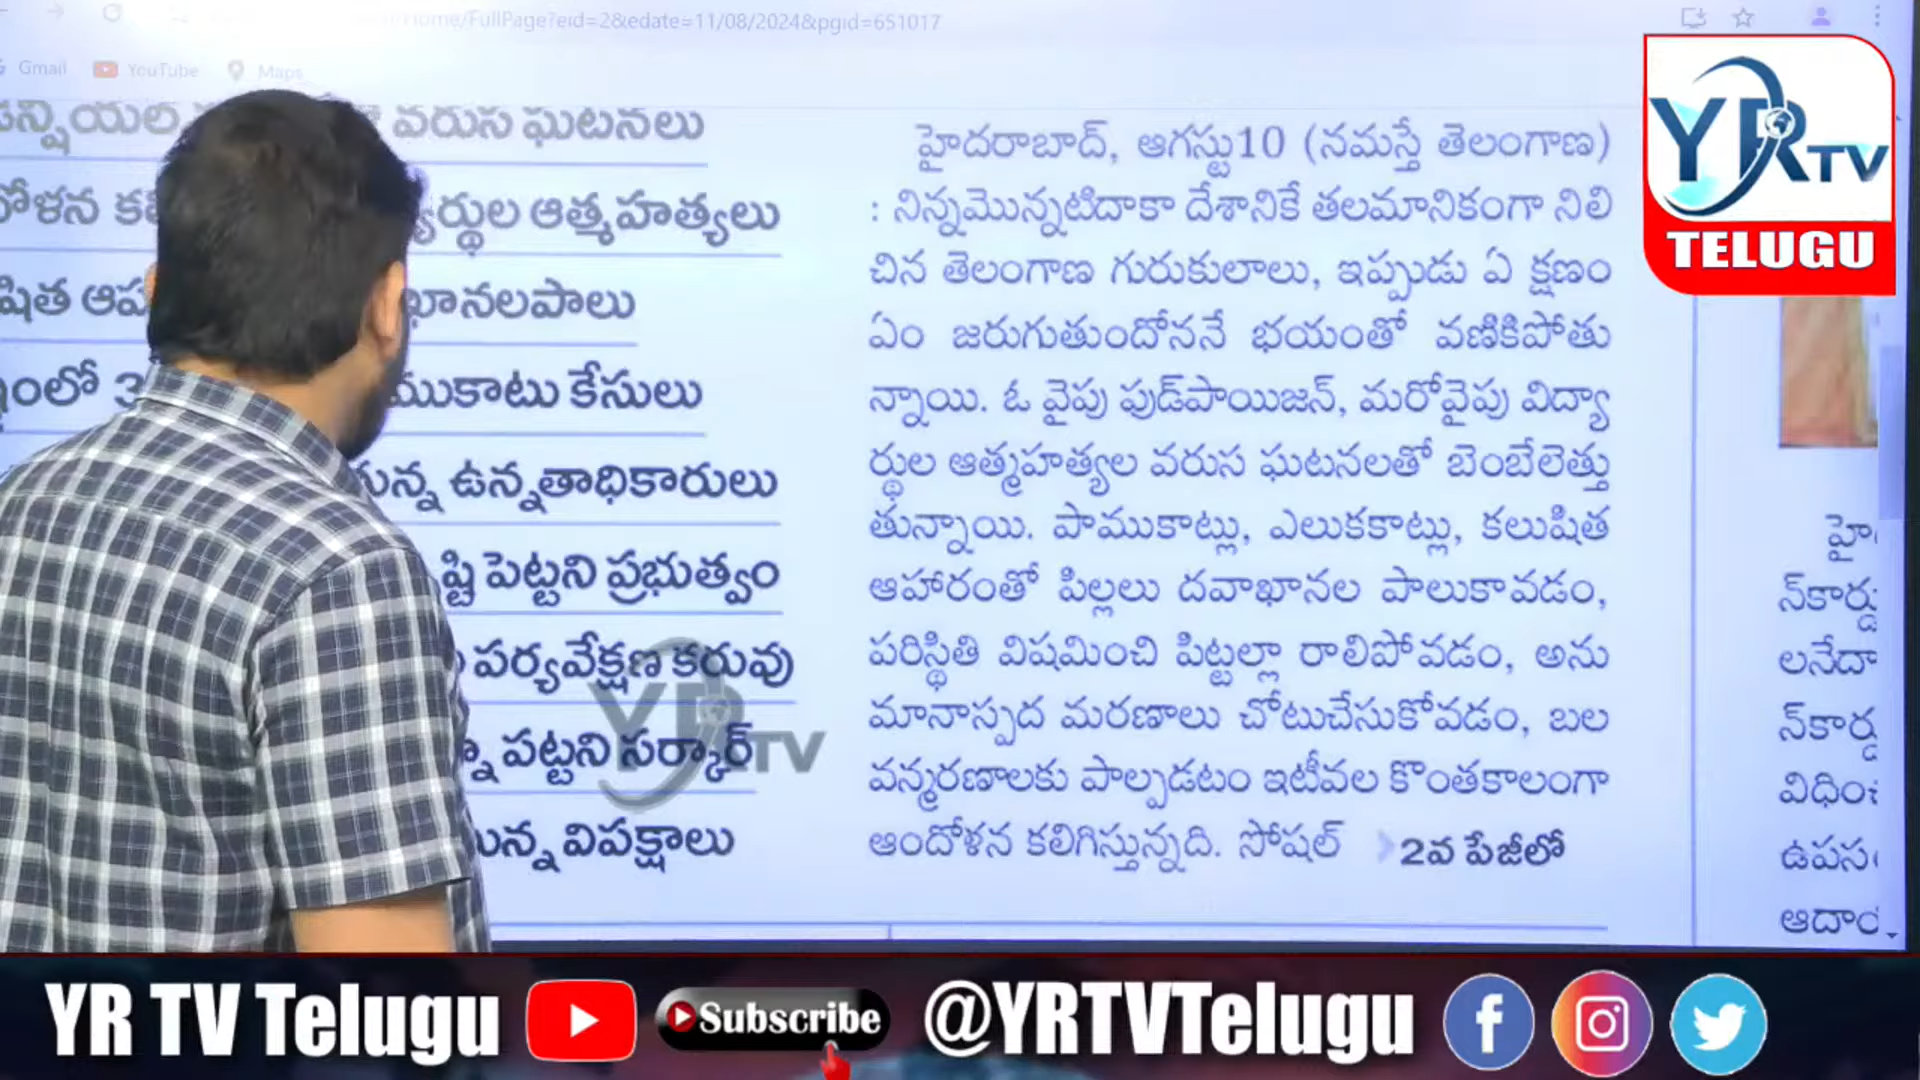 Home/FullPage?eid=2&edate=11/08/2024&pgid=651017
Gmail YouTube Maps
వరుస ఘటనలు
ఆత్మహత్యలు
కేసులు
ఉన్నతాధికారులు
పెట్టని ప్రభుత్వం
పర్యవేక్షణ కరువు
పట్టని సర్కార్
విపక్షాలు
హైదరాబాద్, ఆగస్టు10 (నమస్తే తెలంగాణ)
: నిన్నమొన్నటిదాకా దేశానికే తలమానికంగా నిలి
చిన తెలంగాణ గురుకులాలు, ఇప్పుడు ఏ క్షణం
ఏం జరుగుతుందోననే భయంతో వణికిపోతు
న్నాయి. ఓ వైపు ఫుడ్‌పాయిజన్, మరోవైపు విద్యా
ర్థుల ఆత్మహత్యల వరుస ఘటనలతో బెంబేలెత్తు
తున్నాయి. పాముకాట్లు, ఎలుకకాట్లు, కలుషిత
ఆహారంతో పిల్లలు దవాఖానల పాలుకావడం,
పరిస్థితి విషమించి పిట్టల్లా రాలిపోవడం, అను
మానాస్పద మరణాలు చోటుచేసుకోవడం, బల
వన్మరణాలకు పాల్పడటం ఇటీవల కొంతకాలంగా
ఆందోళన కలిగిస్తున్నది. సోషల్ 2వ పేజీలో
YR TV
TELUGU
YR TV
YR TV Telugu Subscribe @YRTVTelugu